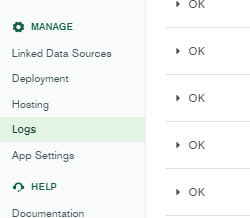 OK
MANAGE
Linked Data Sources
OK
Deployment
Hosting
OK
Logs
App Settings
OK
HELP
OK
Documentation